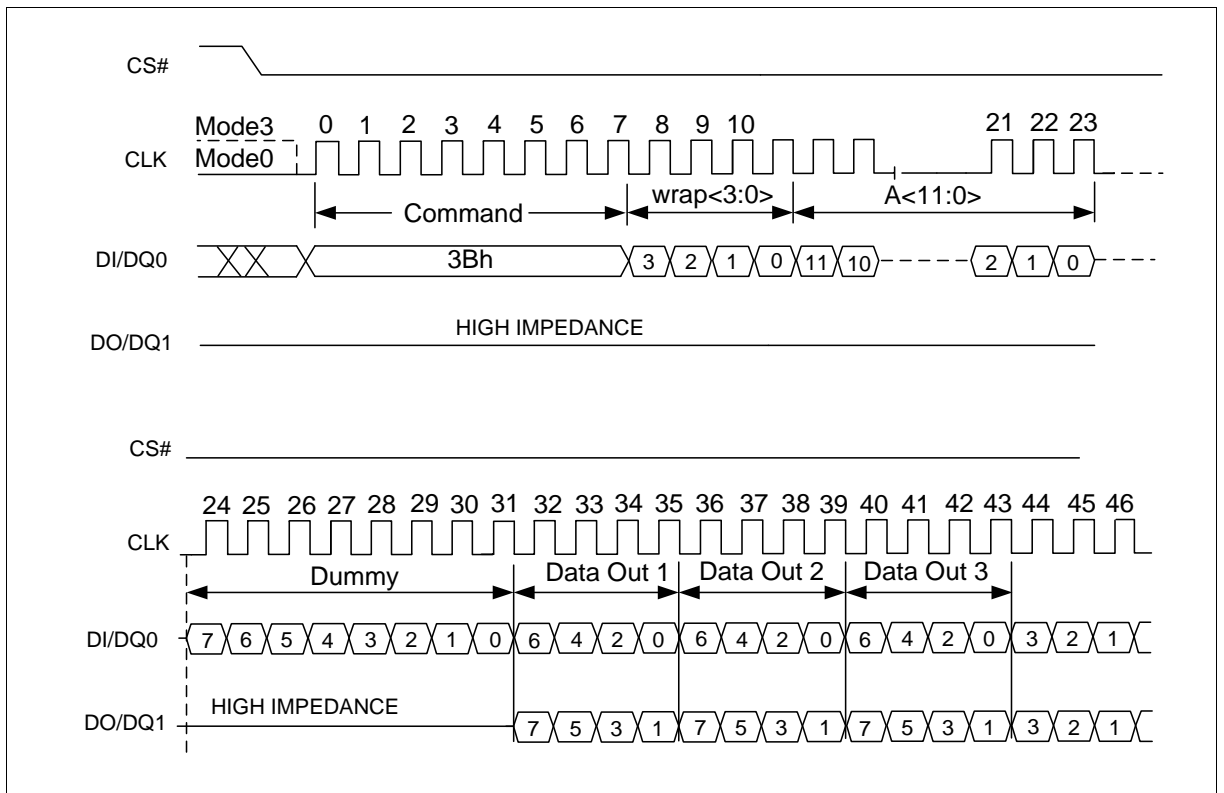 CS#
Mode3 0 1 2 3 4 5 6 7 8 9 10 21 22 23
CLK Mode0
Command wrap<3:0> A<11:0>
DI/DQ0 3Bh 3 2 1 0 11 10 2 1 0
HIGH IMPEDANCE
DO/DQ1
CS#
24 25 26 27 28 29 30 31 32 33 34 35 36 37 38 39 40 41 42 43 44 45 46
CLK
Dummy Data Out 1 Data Out 2 Data Out 3
DI/DQ0 7 6 5 4 3 2 1 0 6 4 2 0 6 4 2 0 6 4 2 0 3 2 1
HIGH IMPEDANCE
DO/DQ1 7 5 3 1 7 5 3 1 7 5 3 1 3 2 1